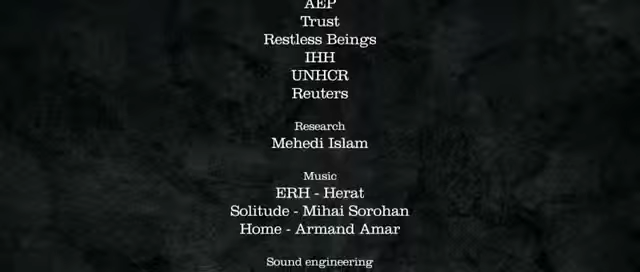 AEP
Trust
Restless Beings
IHH
UNHCR
Reuters
Research
Mehedi Islam
Music
ERH - Herat
Solitude - Mihai Sorohan
Home - Armand Amar
Sound engineering